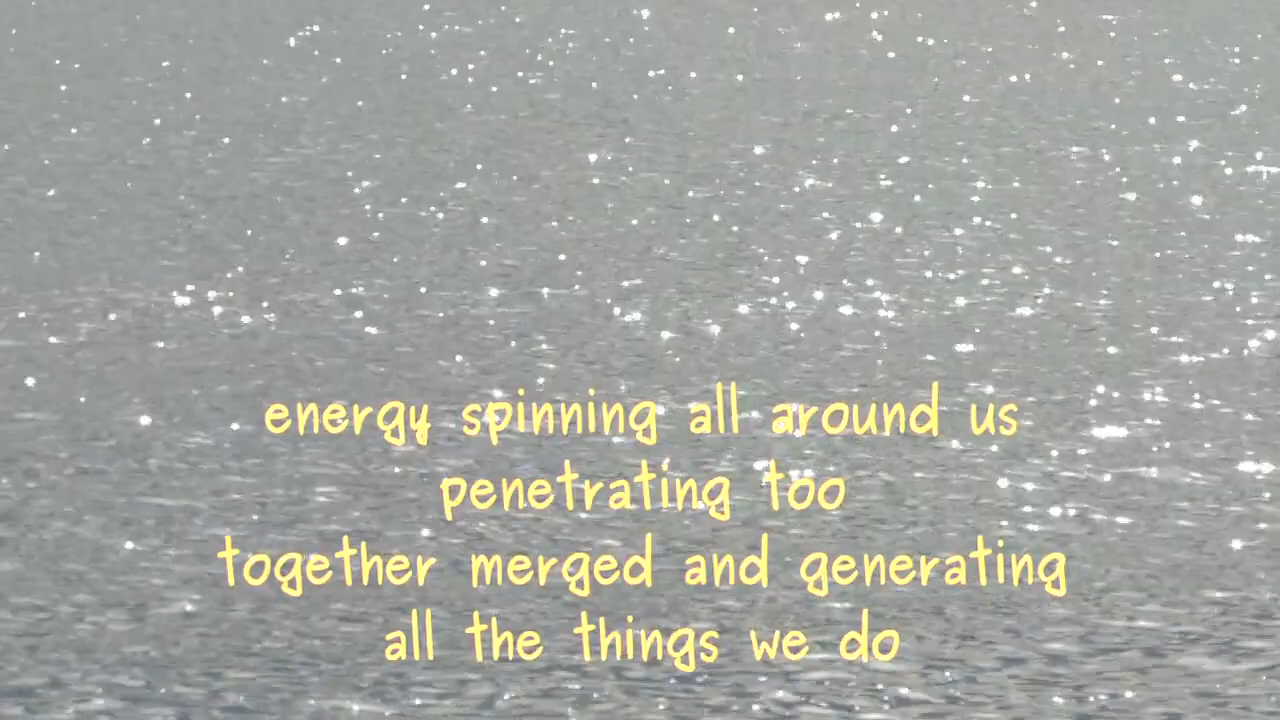 energy spinning all around us
penetrating too
together merged and generating
all the things we do